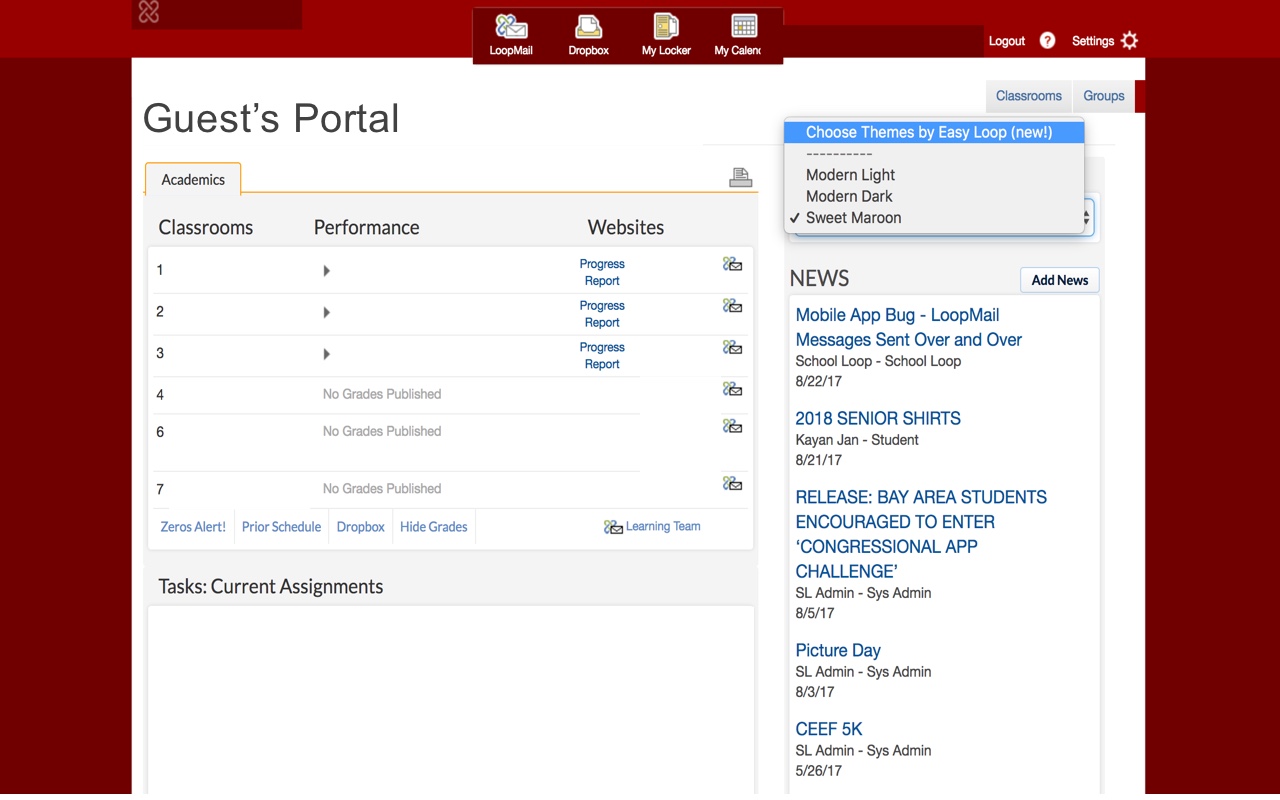 LoopMail
Dropbox
My Locker
My Calend
Logout
?
Settings
Classrooms
Groups
Guest’s Portal
Choose Themes by Easy Loop (new!)
----------
Modern Light
Modern Dark
✓ Sweet Maroon
Academics
Classrooms Performance Websites
1 Progress
Report
2 Progress
Report
3 Progress
Report
4 No Grades Published
6 No Grades Published
7 No Grades Published
Zeros Alert! Prior Schedule Dropbox Hide Grades Learning Team
Tasks: Current Assignments
NEWS
Add News
Mobile App Bug - LoopMail
Messages Sent Over and Over
School Loop - School Loop
8/22/17
2018 SENIOR SHIRTS
Kayan Jan - Student
8/21/17
RELEASE: BAY AREA STUDENTS
ENCOURAGED TO ENTER
‘CONGRESSIONAL APP
CHALLENGE’
SL Admin - Sys Admin
8/5/17
Picture Day
SL Admin - Sys Admin
8/3/17
CEEF 5K
SL Admin - Sys Admin
5/26/17